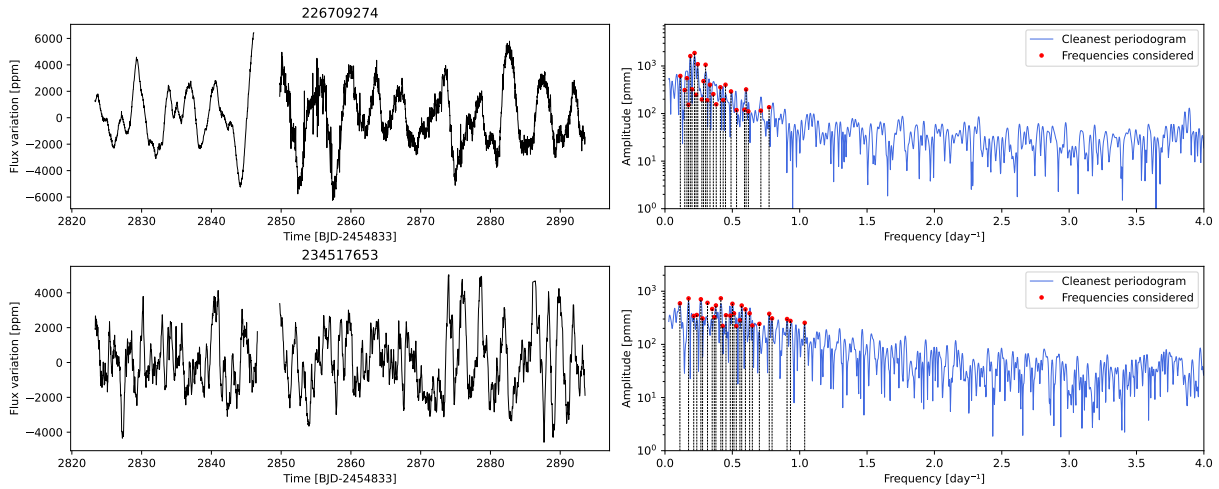 226709274
6000
4000
2000
0
−2000
−4000
−6000
Flux variation [ppm]
2820 2830 2840 2850 2860 2870 2880 2890
Time [BJD-2454833]
Cleanest periodogram
Frequencies considered
10³
10²
10¹
10⁰
Amplitude [pmm]
0.0 0.5 1.0 1.5 2.0 2.5 3.0 3.5 4.0
Frequency [day⁻¹]
234517653
4000
2000
0
−2000
−4000
Flux variation [ppm]
2820 2830 2840 2850 2860 2870 2880 2890
Time [BJD-2454833]
Cleanest periodogram
Frequencies considered
10³
10²
10¹
10⁰
Amplitude [pmm]
0.0 0.5 1.0 1.5 2.0 2.5 3.0 3.5 4.0
Frequency [day⁻¹]